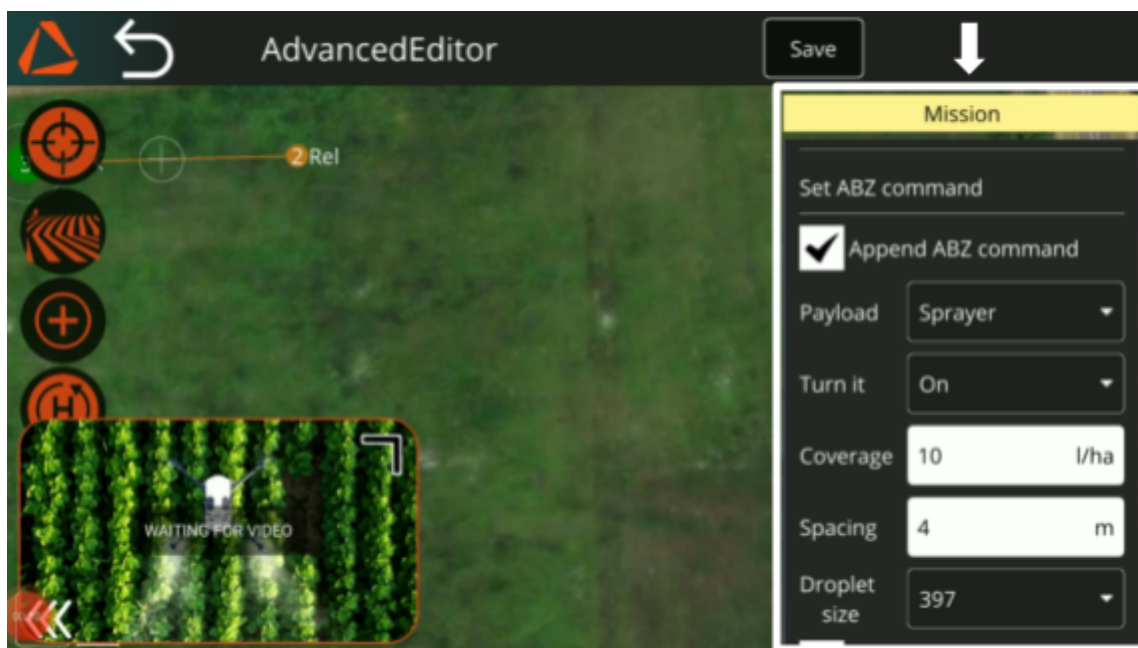 AdvancedEditor
Save
Mission
2 Rel
Set ABZ command
Append ABZ command
Payload Sprayer
Turn it On
Coverage 10 l/ha
Spacing 4 m
Droplet
size 397
H
WAITING FOR VIDEO